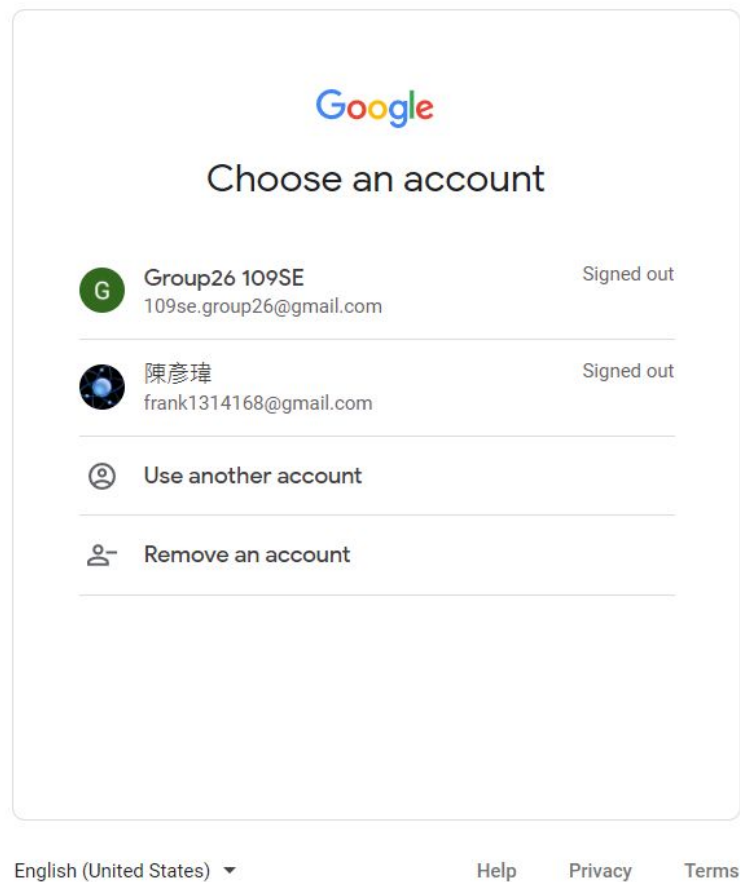 Google
Choose an account
G
Group26 109SE
Signed out
109se.group26@gmail.com
陳彥瑋
Signed out
frank1314168@gmail.com
Use another account
Remove an account
English (United States)
Help
Privacy
Terms